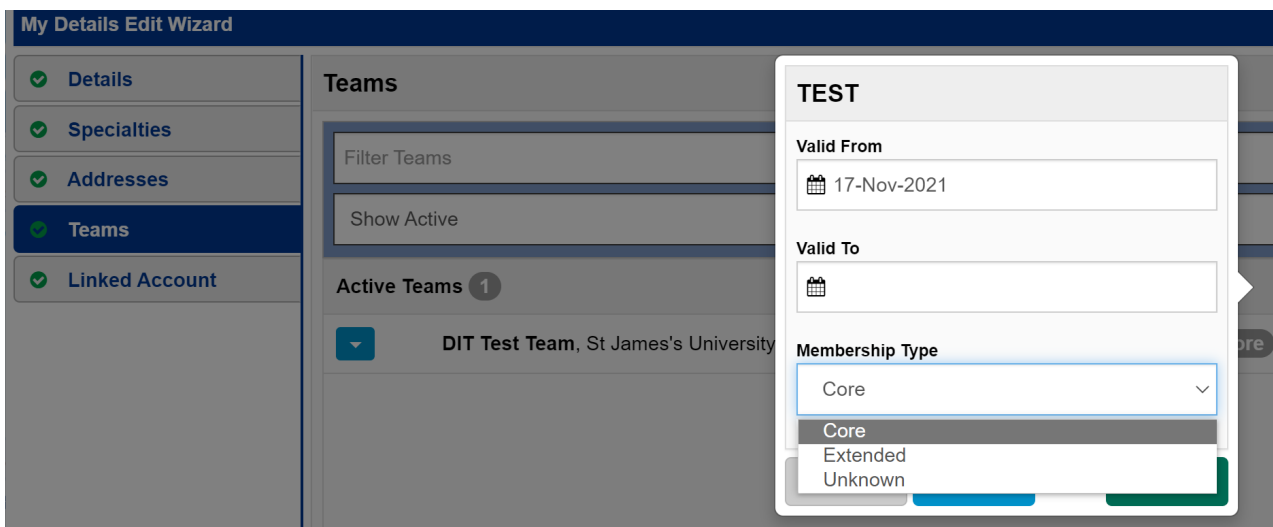 My Details Edit Wizard
Details
Specialties
Addresses
Teams
Linked Account
Teams
Filter Teams
Show Active
Active Teams 1
DIT Test Team, St James's University
TEST
Valid From
17-Nov-2021
Valid To
Membership Type
Core
Core
Extended
Unknown